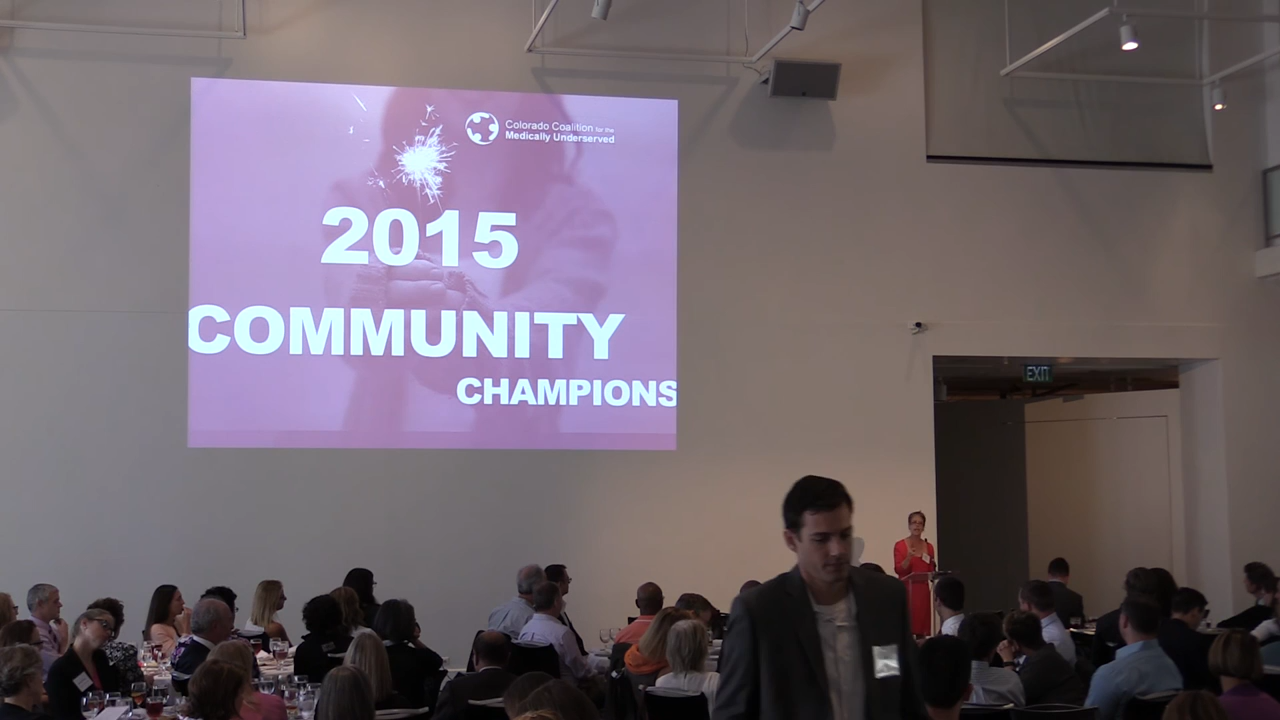 Colorado Coalition for the
Medically Underserved
2015
COMMUNITY
CHAMPIONS
EXIT